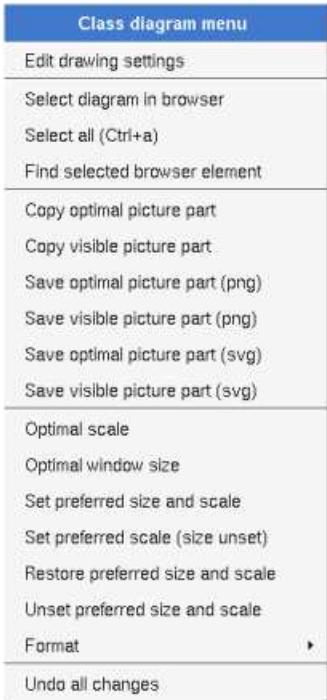 Class diagram menu
Edit drawing settings
Select diagram in browser
Select all (Ctrl+a)
Find selected browser element
Copy optimal picture part
Copy visible picture part
Save optimal picture part (png)
Save visible picture part (png)
Save optimal picture part (svg)
Save visible picture part (svg)
Optimal scale
Optimal window size
Set preferred size and scale
Set preferred scale (size unset)
Restore preferred size and scale
Unset preferred size and scale
Format
Undo all changes